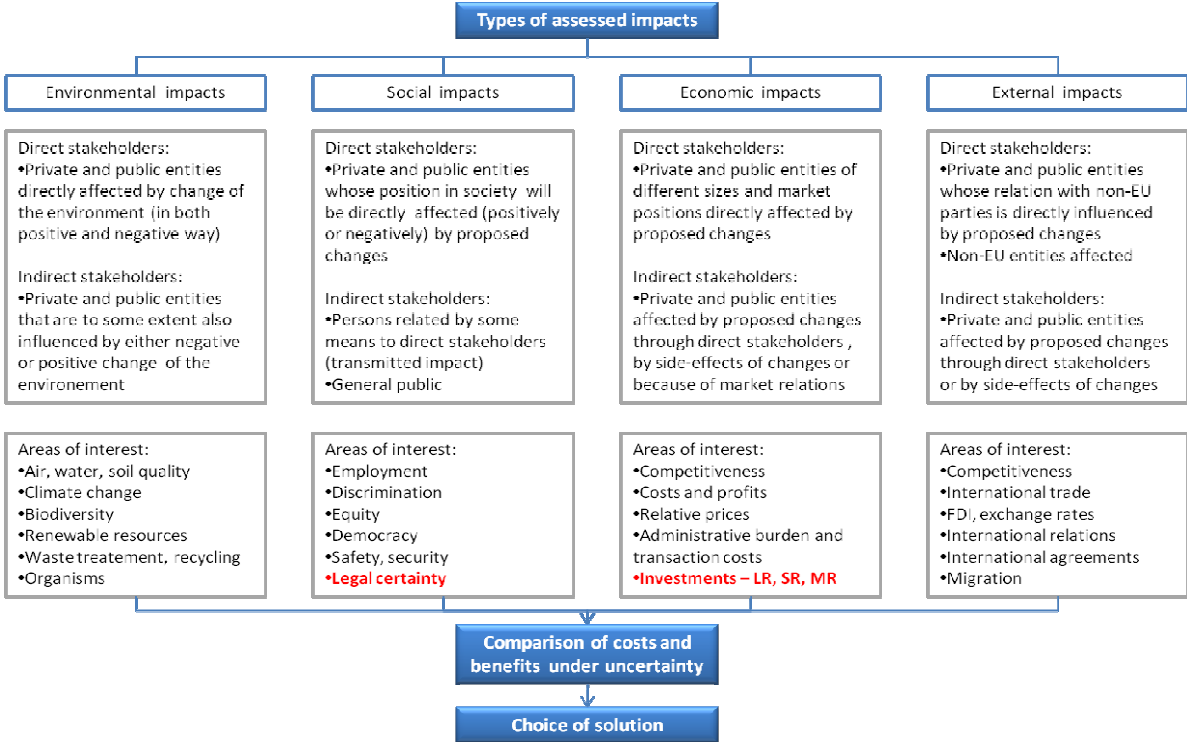 Types of assessed impacts
Environmental impacts
Social impacts
Economic impacts
External impacts
Direct stakeholders:
•Private and public entities
directly affected by change of
the environment (in both
positive and negative way)
Indirect stakeholders:
•Private and public entities
that are to some extent also
influenced by either negative
or positive change of the
environement
Direct stakeholders:
•Private and public entities
whose position in society will
be directly affected (positively
or negatively) by proposed
changes
Indirect stakeholders:
•Persons related by some
means to direct stakeholders
(transmitted impact)
•General public
Direct stakeholders:
•Private and public entities of
different sizes and market
positions directly affected by
proposed changes
Indirect stakeholders:
•Private and public entities
affected by proposed changes
through direct stakeholders ,
by side-effects of changes or
because of market relations
Direct stakeholders:
•Private and public entities
whose relation with non-EU
parties is directly influenced
by proposed changes
•Non-EU entities affected
Indirect stakeholders:
•Private and public entities
affected by proposed changes
through direct stakeholders
or by side-effects of changes
Areas of interest:
•Air, water, soil quality
•Climate change
•Biodiversity
•Renewable resources
•Waste treatement, recycling
•Organisms
Areas of interest:
•Employment
•Discrimination
•Equity
•Democracy
•Safety, security
•Legal certainty
Areas of interest:
•Competitiveness
•Costs and profits
•Relative prices
•Administrative burden and
transaction costs
•Investments – LR, SR, MR
Areas of interest:
•Competitiveness
•International trade
•FDI, exchange rates
•International relations
•International agreements
•Migration
Comparison of costs and
benefits under uncertainty
Choice of solution